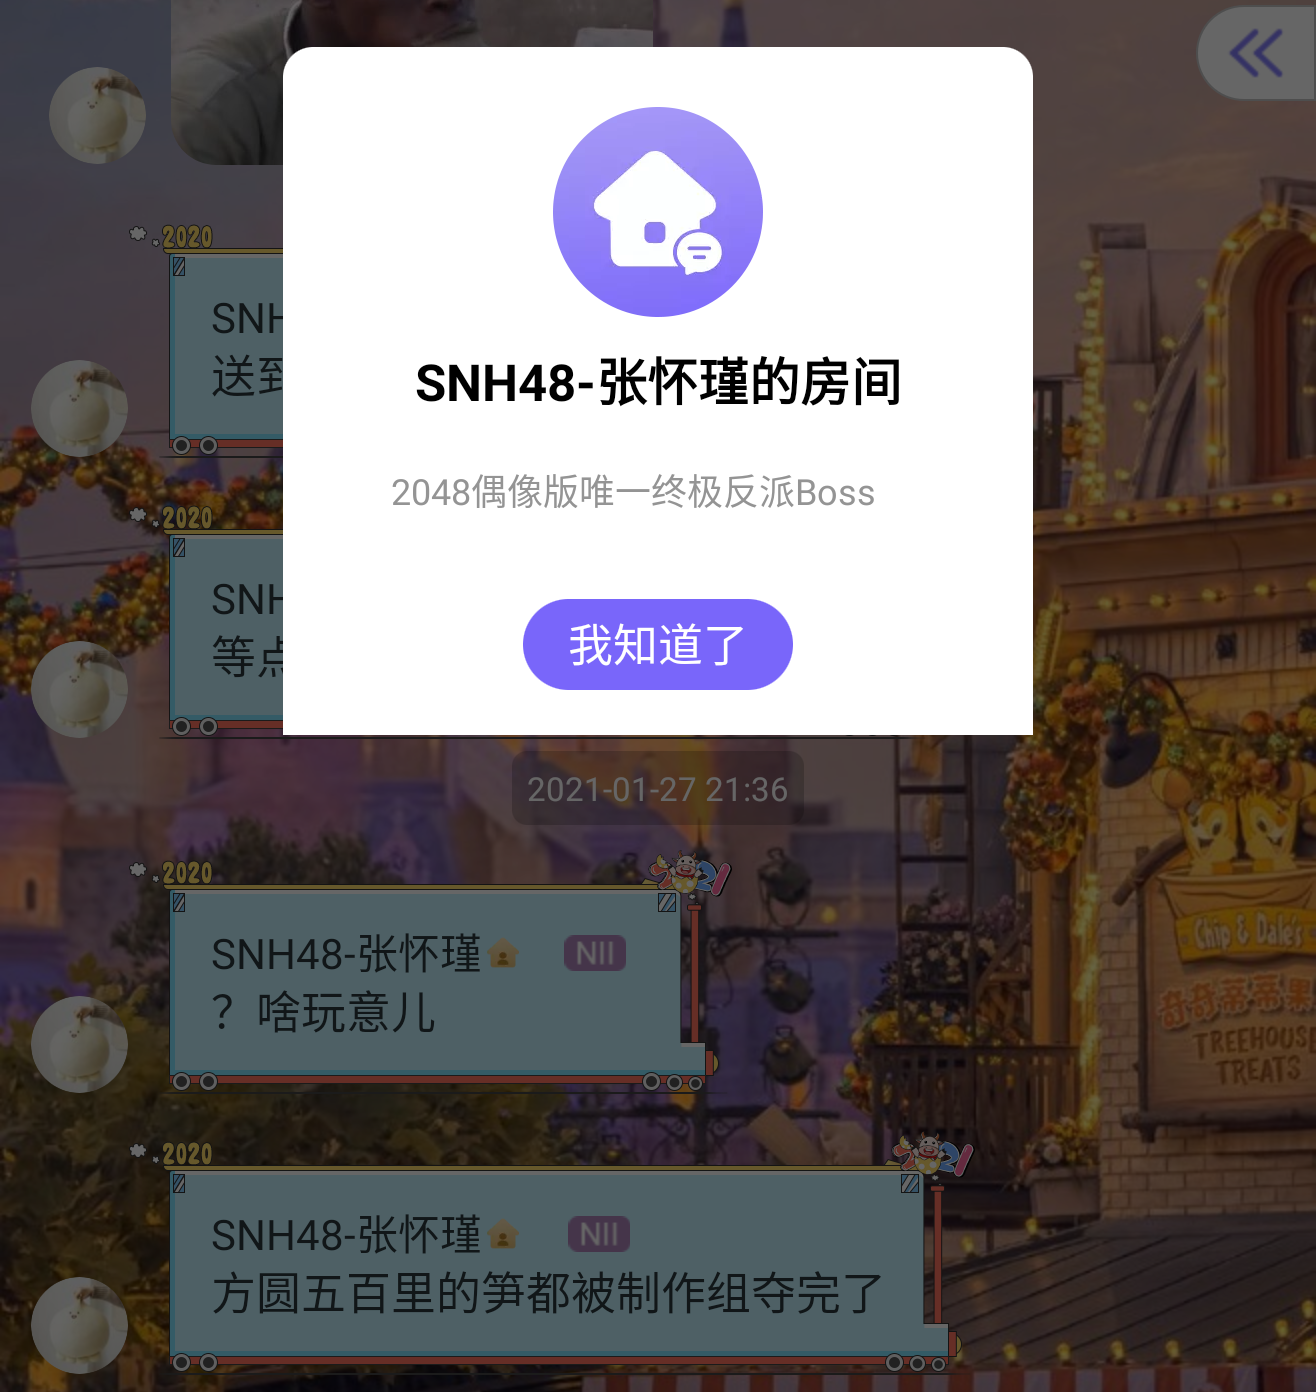 SNH48-张怀瑾的房间
2048偶像版唯一终极反派Boss
我知道了
2020
SNH
送到
2020
SNH
等点
2021-01-27 21:36
2020
2021
SNH48-张怀瑾 NII
？啥玩意儿
2020
2021
SNH48-张怀瑾 NII
方圆五百里的笋都被制作组夺完了
Chip & Dale's
奇奇蒂蒂果
TREEHOUSE
TREATS